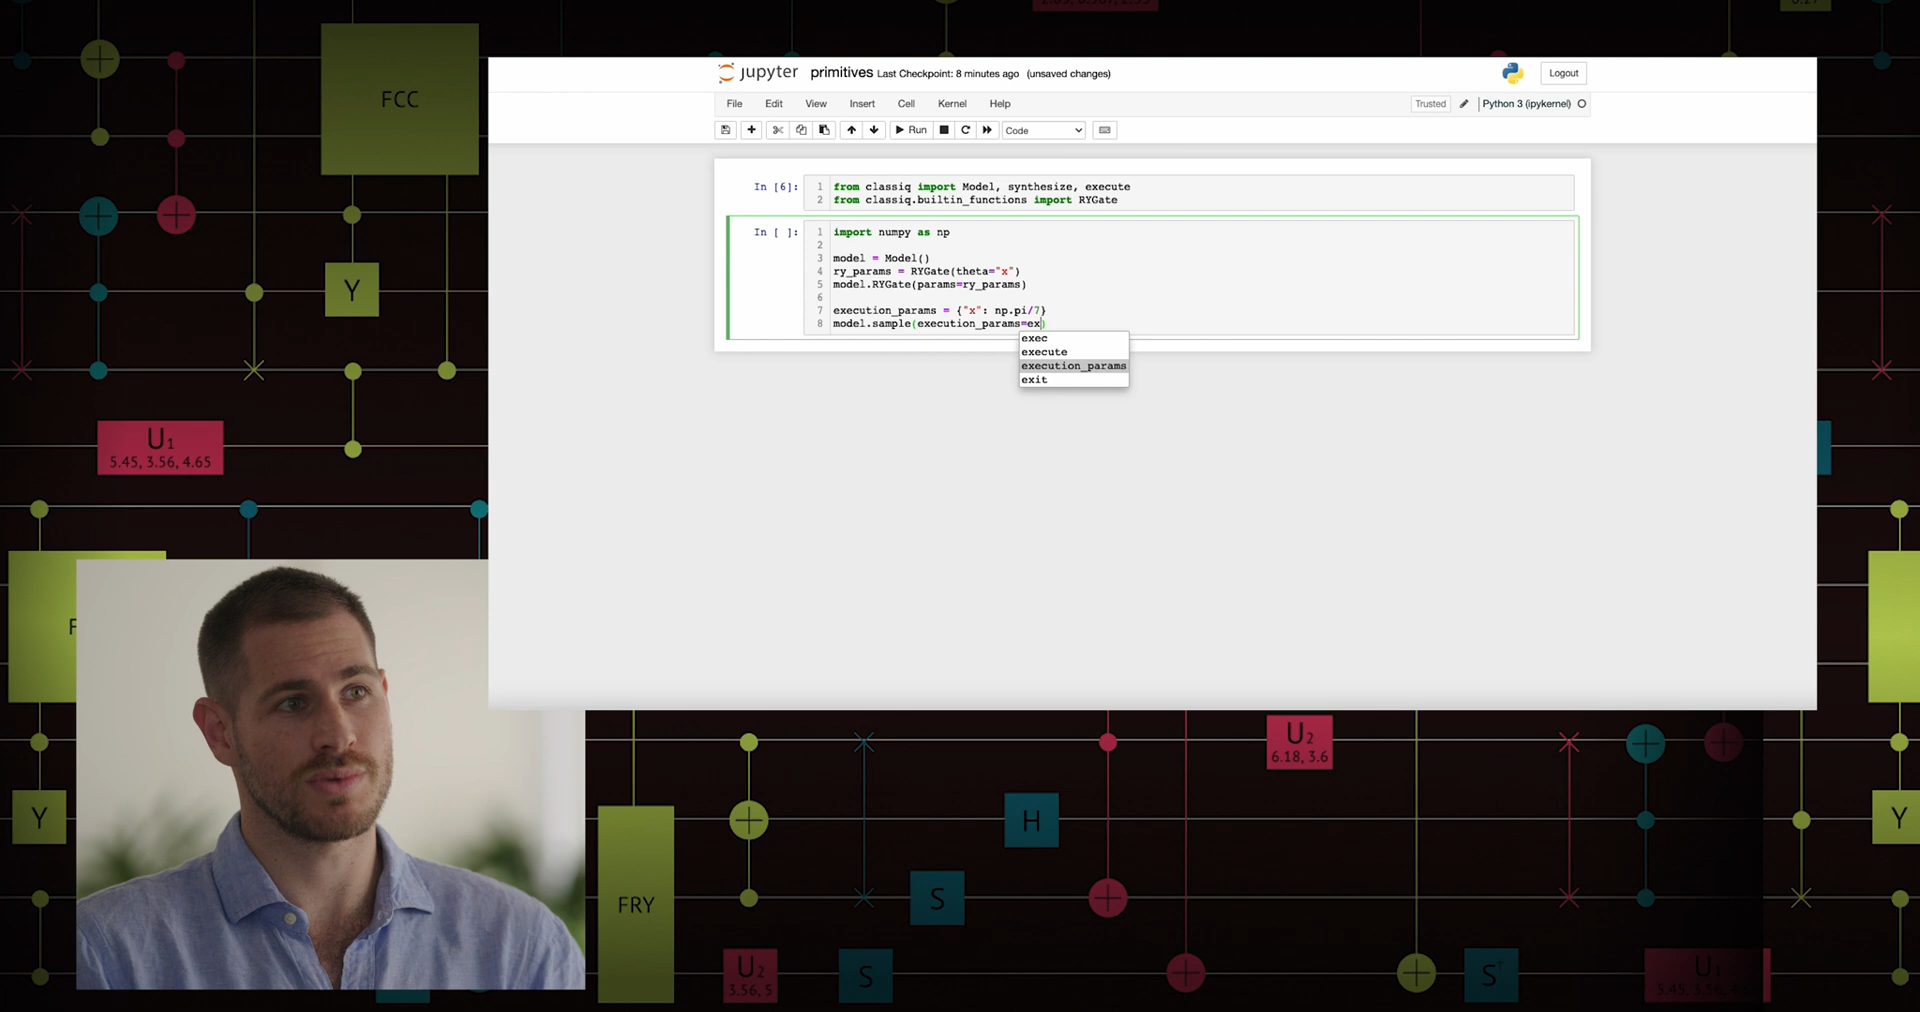 FCC
jupyter primitives Last Checkpoint: 8 minutes ago (unsaved changes)
Logout
File Edit View Insert Cell Kernel Help
Trusted
Python 3 (ipykernel)
Run
Code
In [6]:
1 from classiq import Model, synthesize, execute
2 from classiq.builtin_functions import RYGate
In [ ]:
1 import numpy as np
2
3 model = Model()
4 ry_params = RYGate(theta="x")
5 model.RYGate(params=ry_params)
6
7 execution_params = {"x": np.pi/7}
8 model.sample(execution_params=ex)
exec
execute
execution_params
exit
Y
U1
5.45, 3.56, 4.65
F
U2
6.18, 3.6
Y
H
Y
FRY
S
U2
3.56, 5
S
S†
U1